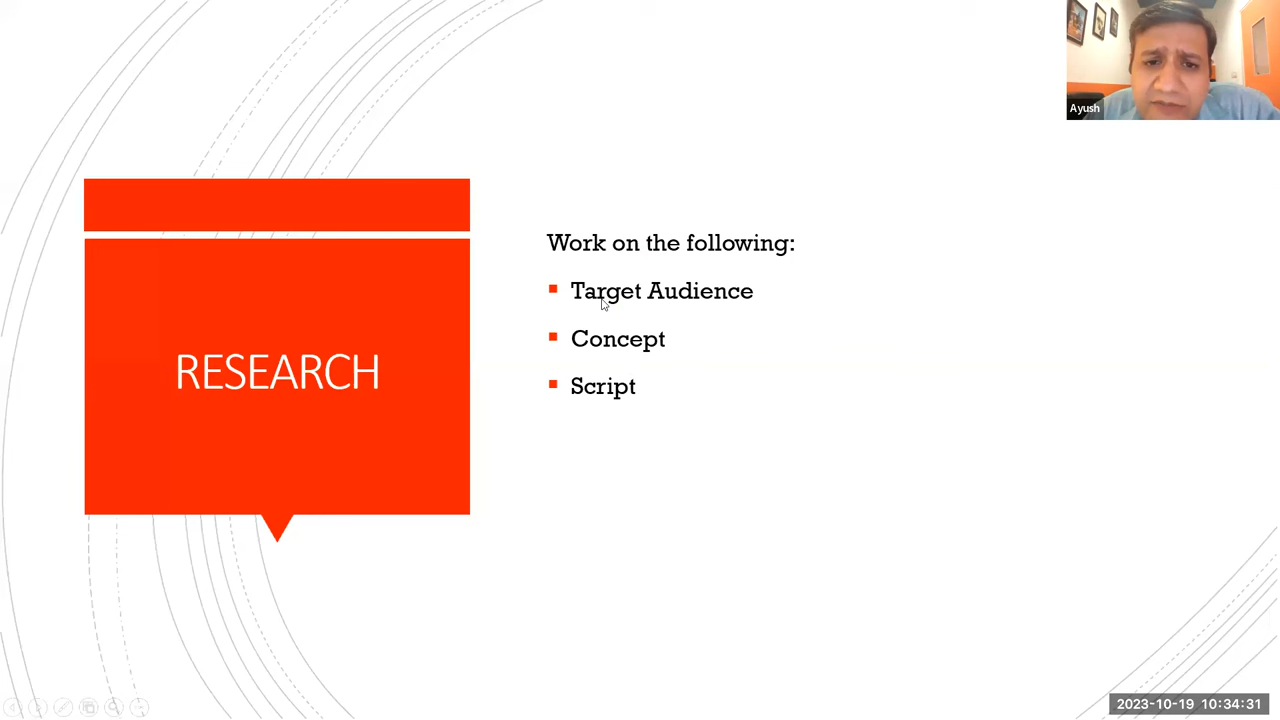 Ayush
RESEARCH
Work on the following:
Target Audience
Concept
Script
2023-10-19 10:34:31